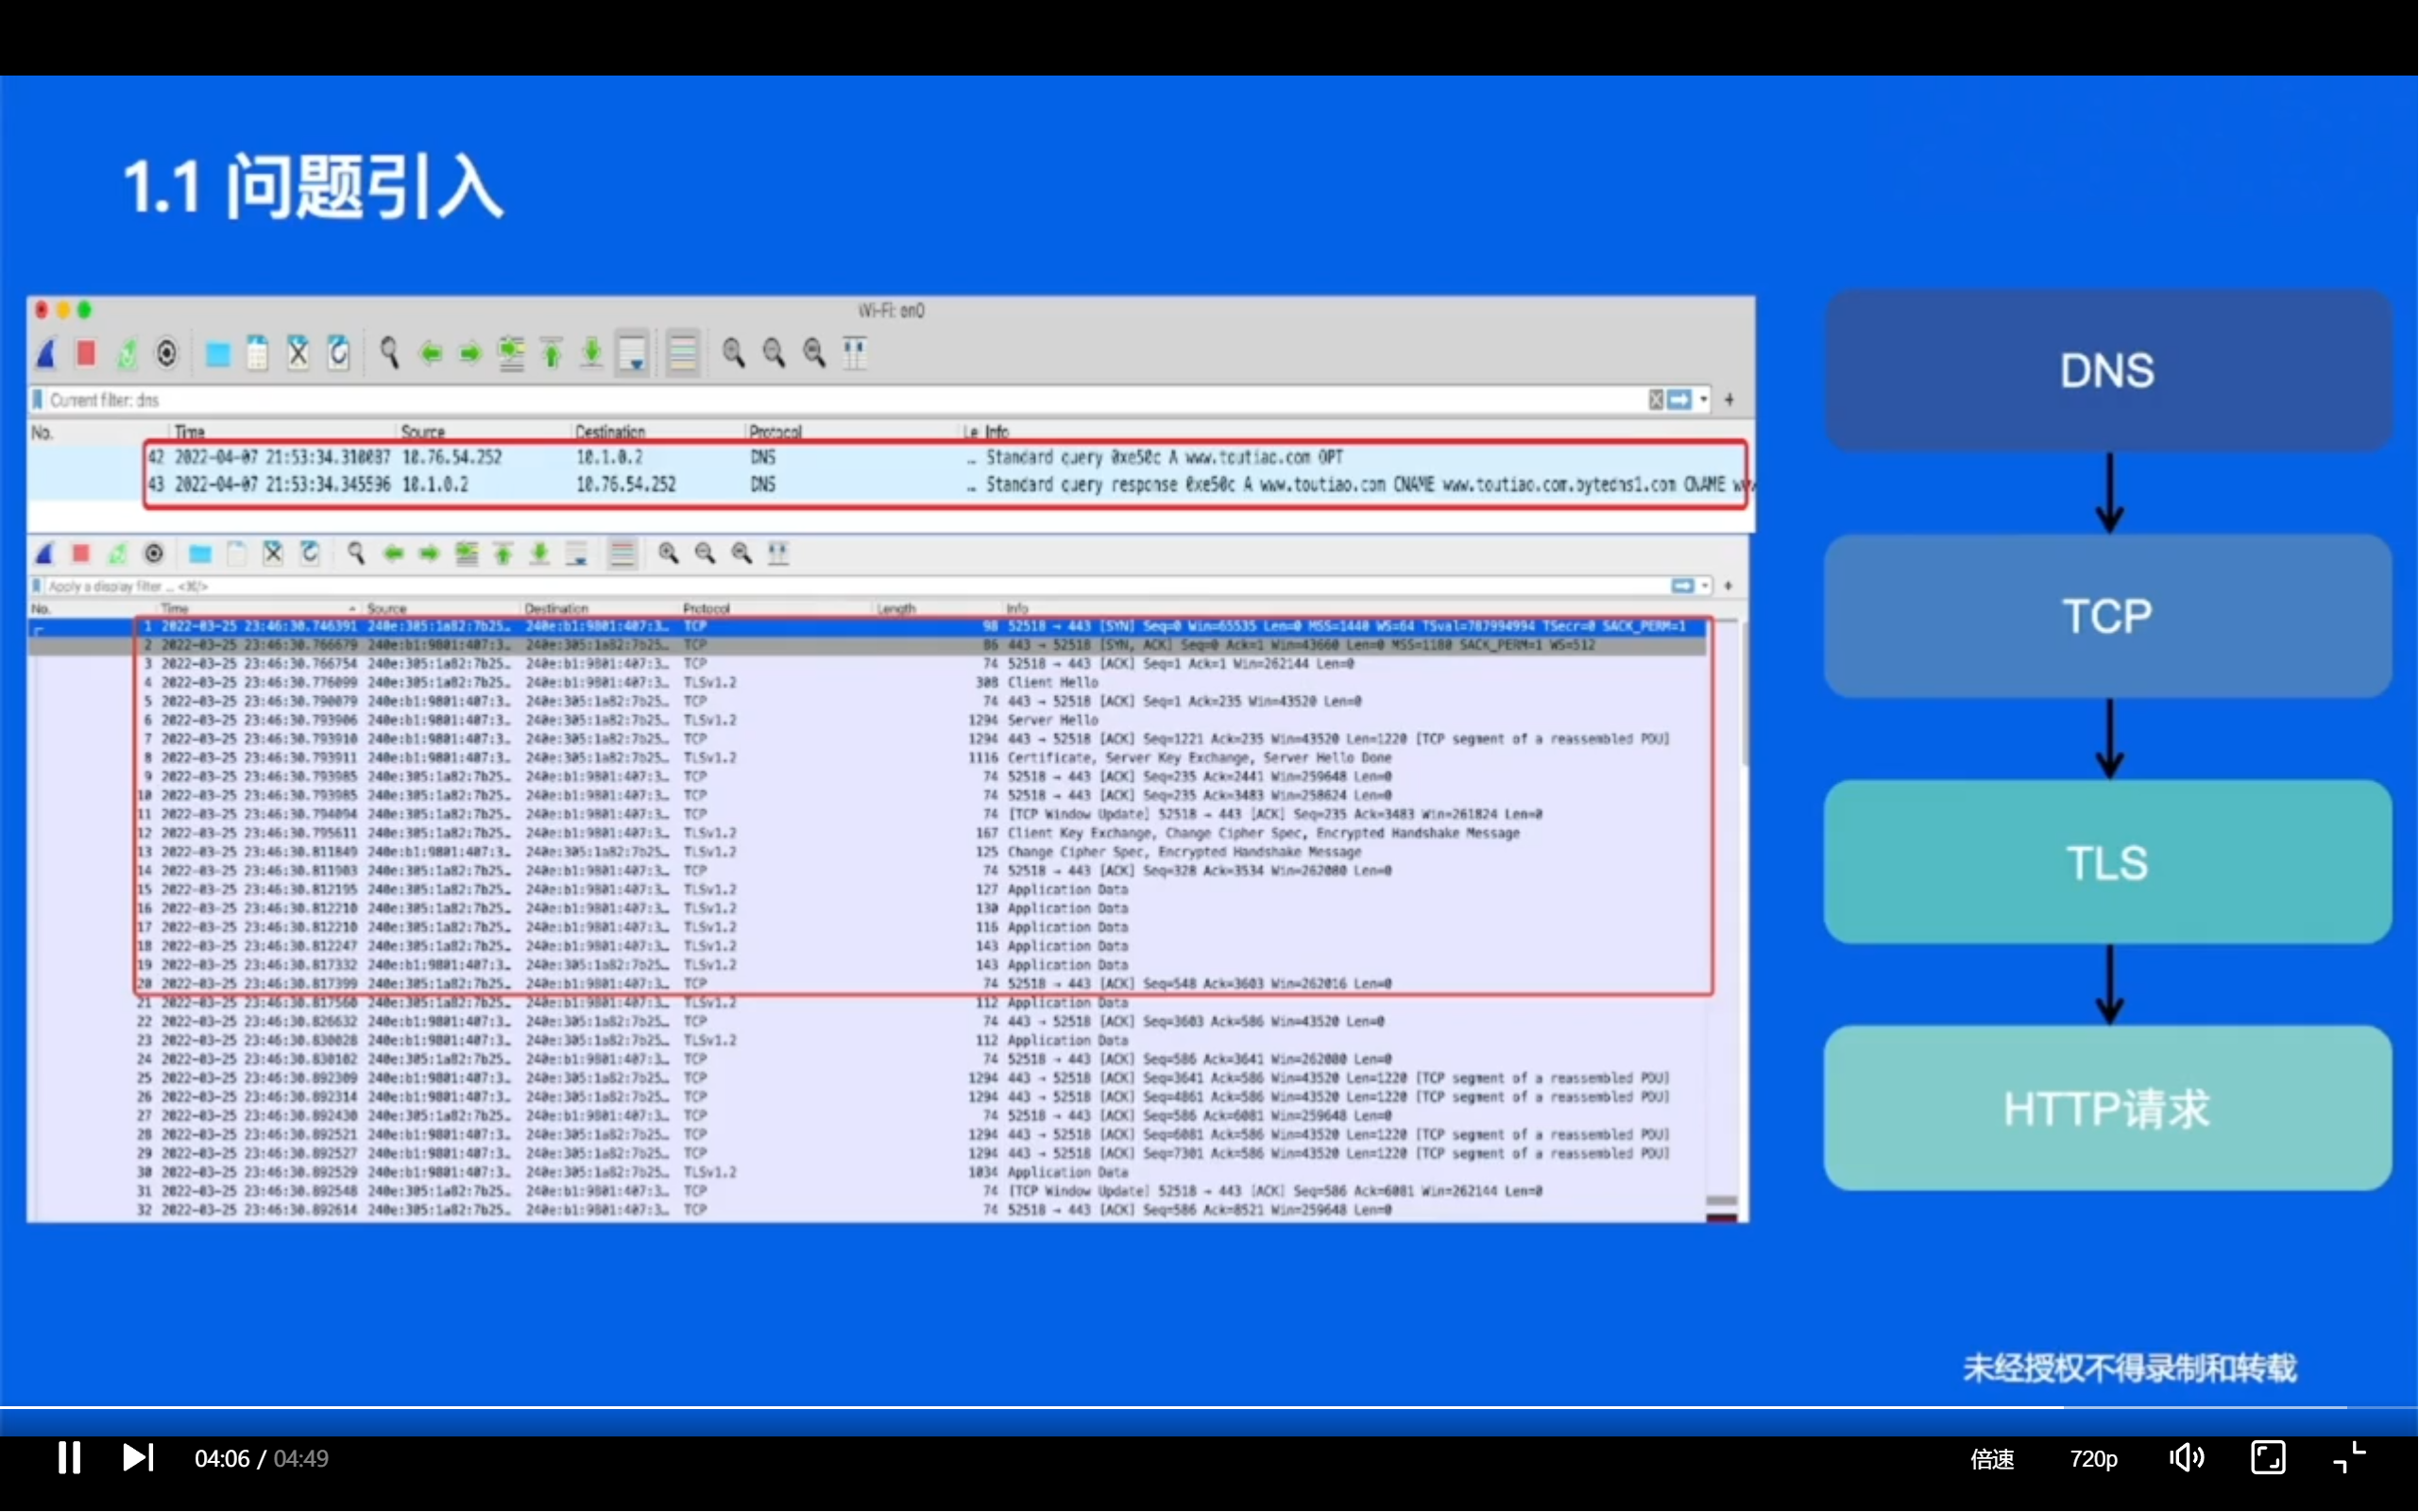 1.1 问题引入
Wi-Fi: en0
Current filter: dns
No. Time Source Destination Protocol Le Info
42 2022-04-07 21:53:34.310087 10.76.54.252 10.1.0.2 DNS … Standard query 0xe50c A www.toutiao.com OPT
43 2022-04-07 21:53:34.345596 10.1.0.2 10.76.54.252 DNS … Standard query response 0xe50c A www.toutiao.com CNAME www.toutiao.com.bytedns1.com CNAME
Apply a display filter … <⌘/>
No. Time Source Destination Protocol Length Info
1 2022-03-25 23:46:30.746391 240e:305:1a82:7b25… 240e:b1:9801:407:3… TCP 98 52518 → 443 [SYN] Seq=0 Win=65535 Len=0 MSS=1440 WS=64 TSval=787994994 TSecr=0 SACK_PERM=1
2 2022-03-25 23:46:30.766679 240e:b1:9801:407:3… 240e:305:1a82:7b25… TCP 86 443 → 52518 [SYN, ACK] Seq=0 Ack=1 Win=43660 Len=0 MSS=1180 SACK_PERM=1 WS=512
3 2022-03-25 23:46:30.766754 240e:305:1a82:7b25… 240e:b1:9801:407:3… TCP 74 52518 → 443 [ACK] Seq=1 Ack=1 Win=262144 Len=0
4 2022-03-25 23:46:30.776099 240e:305:1a82:7b25… 240e:b1:9801:407:3… TLSv1.2 308 Client Hello
5 2022-03-25 23:46:30.790079 240e:b1:9801:407:3… 240e:305:1a82:7b25… TCP 74 443 → 52518 [ACK] Seq=1 Ack=235 Win=43520 Len=0
6 2022-03-25 23:46:30.793906 240e:b1:9801:407:3… 240e:305:1a82:7b25… TLSv1.2 1294 Server Hello
7 2022-03-25 23:46:30.793910 240e:b1:9801:407:3… 240e:305:1a82:7b25… TCP 1294 443 → 52518 [ACK] Seq=1221 Ack=235 Win=43520 Len=1220 [TCP segment of a reassembled PDU]
8 2022-03-25 23:46:30.793911 240e:b1:9801:407:3… 240e:305:1a82:7b25… TLSv1.2 1116 Certificate, Server Key Exchange, Server Hello Done
9 2022-03-25 23:46:30.793985 240e:305:1a82:7b25… 240e:b1:9801:407:3… TCP 74 52518 → 443 [ACK] Seq=235 Ack=2441 Win=259648 Len=0
10 2022-03-25 23:46:30.793985 240e:305:1a82:7b25… 240e:b1:9801:407:3… TCP 74 52518 → 443 [ACK] Seq=235 Ack=3483 Win=258624 Len=0
11 2022-03-25 23:46:30.794094 240e:305:1a82:7b25… 240e:b1:9801:407:3… TCP 74 [TCP Window Update] 52518 → 443 [ACK] Seq=235 Ack=3483 Win=261824 Len=0
12 2022-03-25 23:46:30.795611 240e:305:1a82:7b25… 240e:b1:9801:407:3… TLSv1.2 167 Client Key Exchange, Change Cipher Spec, Encrypted Handshake Message
13 2022-03-25 23:46:30.811849 240e:b1:9801:407:3… 240e:305:1a82:7b25… TLSv1.2 125 Change Cipher Spec, Encrypted Handshake Message
14 2022-03-25 23:46:30.811903 240e:305:1a82:7b25… 240e:b1:9801:407:3… TCP 74 52518 → 443 [ACK] Seq=328 Ack=3534 Win=262080 Len=0
15 2022-03-25 23:46:30.812195 240e:305:1a82:7b25… 240e:b1:9801:407:3… TLSv1.2 127 Application Data
16 2022-03-25 23:46:30.812210 240e:305:1a82:7b25… 240e:b1:9801:407:3… TLSv1.2 130 Application Data
17 2022-03-25 23:46:30.812210 240e:305:1a82:7b25… 240e:b1:9801:407:3… TLSv1.2 116 Application Data
18 2022-03-25 23:46:30.812247 240e:305:1a82:7b25… 240e:b1:9801:407:3… TLSv1.2 143 Application Data
19 2022-03-25 23:46:30.817332 240e:b1:9801:407:3… 240e:305:1a82:7b25… TLSv1.2 143 Application Data
20 2022-03-25 23:46:30.817399 240e:305:1a82:7b25… 240e:b1:9801:407:3… TCP 74 52518 → 443 [ACK] Seq=548 Ack=3603 Win=262016 Len=0
21 2022-03-25 23:46:30.817560 240e:305:1a82:7b25… 240e:b1:9801:407:3… TLSv1.2 112 Application Data
22 2022-03-25 23:46:30.826632 240e:b1:9801:407:3… 240e:305:1a82:7b25… TCP 74 443 → 52518 [ACK] Seq=3603 Ack=586 Win=43520 Len=0
23 2022-03-25 23:46:30.830028 240e:b1:9801:407:3… 240e:305:1a82:7b25… TLSv1.2 112 Application Data
24 2022-03-25 23:46:30.830102 240e:305:1a82:7b25… 240e:b1:9801:407:3… TCP 74 52518 → 443 [ACK] Seq=586 Ack=3641 Win=262080 Len=0
25 2022-03-25 23:46:30.892309 240e:b1:9801:407:3… 240e:305:1a82:7b25… TCP 1294 443 → 52518 [ACK] Seq=3641 Ack=586 Win=43520 Len=1220 [TCP segment of a reassembled PDU]
26 2022-03-25 23:46:30.892314 240e:b1:9801:407:3… 240e:305:1a82:7b25… TCP 1294 443 → 52518 [ACK] Seq=4861 Ack=586 Win=43520 Len=1220 [TCP segment of a reassembled PDU]
27 2022-03-25 23:46:30.892430 240e:305:1a82:7b25… 240e:b1:9801:407:3… TCP 74 52518 → 443 [ACK] Seq=586 Ack=6081 Win=259648 Len=0
28 2022-03-25 23:46:30.892521 240e:b1:9801:407:3… 240e:305:1a82:7b25… TCP 1294 443 → 52518 [ACK] Seq=6081 Ack=586 Win=43520 Len=1220 [TCP segment of a reassembled PDU]
29 2022-03-25 23:46:30.892527 240e:b1:9801:407:3… 240e:305:1a82:7b25… TCP 1294 443 → 52518 [ACK] Seq=7301 Ack=586 Win=43520 Len=1220 [TCP segment of a reassembled PDU]
30 2022-03-25 23:46:30.892529 240e:b1:9801:407:3… 240e:305:1a82:7b25… TLSv1.2 1034 Application Data
31 2022-03-25 23:46:30.892548 240e:305:1a82:7b25… 240e:b1:9801:407:3… TCP 74 [TCP Window Update] 52518 → 443 [ACK] Seq=586 Ack=6081 Win=262144 Len=0
32 2022-03-25 23:46:30.892614 240e:305:1a82:7b25… 240e:b1:9801:407:3… TCP 74 52518 → 443 [ACK] Seq=586 Ack=8521 Win=259648 Len=0
DNS
TCP
TLS
HTTP请求
未经授权不得录制和转载
04:06 / 04:49
倍速
720p